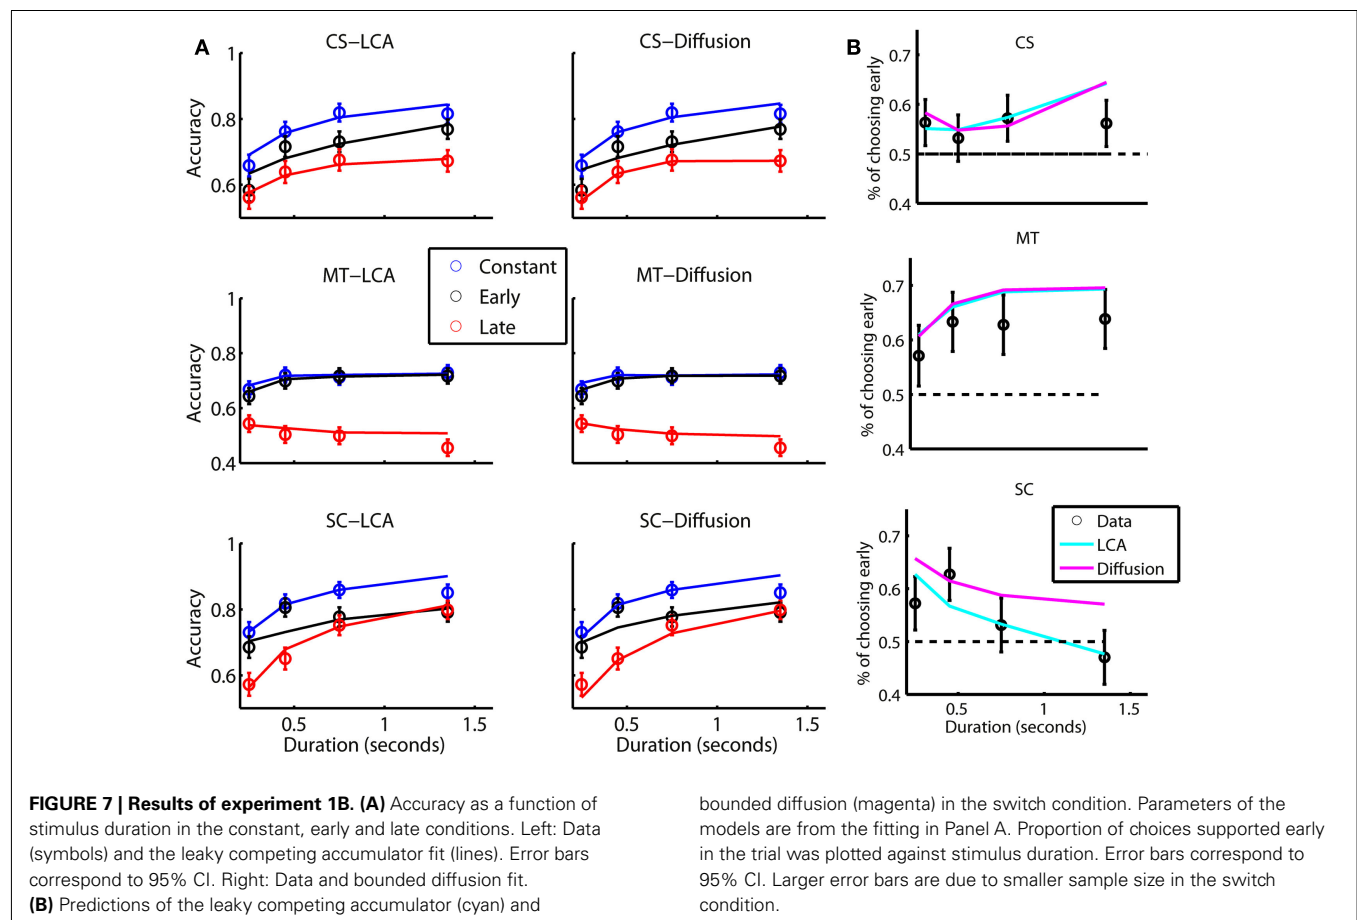 A
CS−LCA
1
0.8
0.6
Accuracy
CS−Diffusion
MT−LCA
1
0.8
0.6
0.4
Accuracy
MT−Diffusion
Constant
Early
Late
SC−LCA
1
0.8
0.6
Accuracy
0.5
1
1.5
Duration (seconds)
SC−Diffusion
0.5
1
1.5
Duration (seconds)
B
CS
0.7
0.6
0.5
0.4
% of choosing early
MT
0.7
0.6
0.5
0.4
% of choosing early
SC
0.7
0.6
0.5
0.4
% of choosing early
Data
LCA
Diffusion
0.5
1
1.5
Duration (seconds)
FIGURE 7 | Results of experiment 1B. (A) Accuracy as a function of
stimulus duration in the constant, early and late conditions. Left: Data
(symbols) and the leaky competing accumulator fit (lines). Error bars
correspond to 95% CI. Right: Data and bounded diffusion fit.
(B) Predictions of the leaky competing accumulator (cyan) and
bounded diffusion (magenta) in the switch condition. Parameters of the
models are from the fitting in Panel A. Proportion of choices supported early
in the trial was plotted against stimulus duration. Error bars correspond to
95% CI. Larger error bars are due to smaller sample size in the switch
condition.